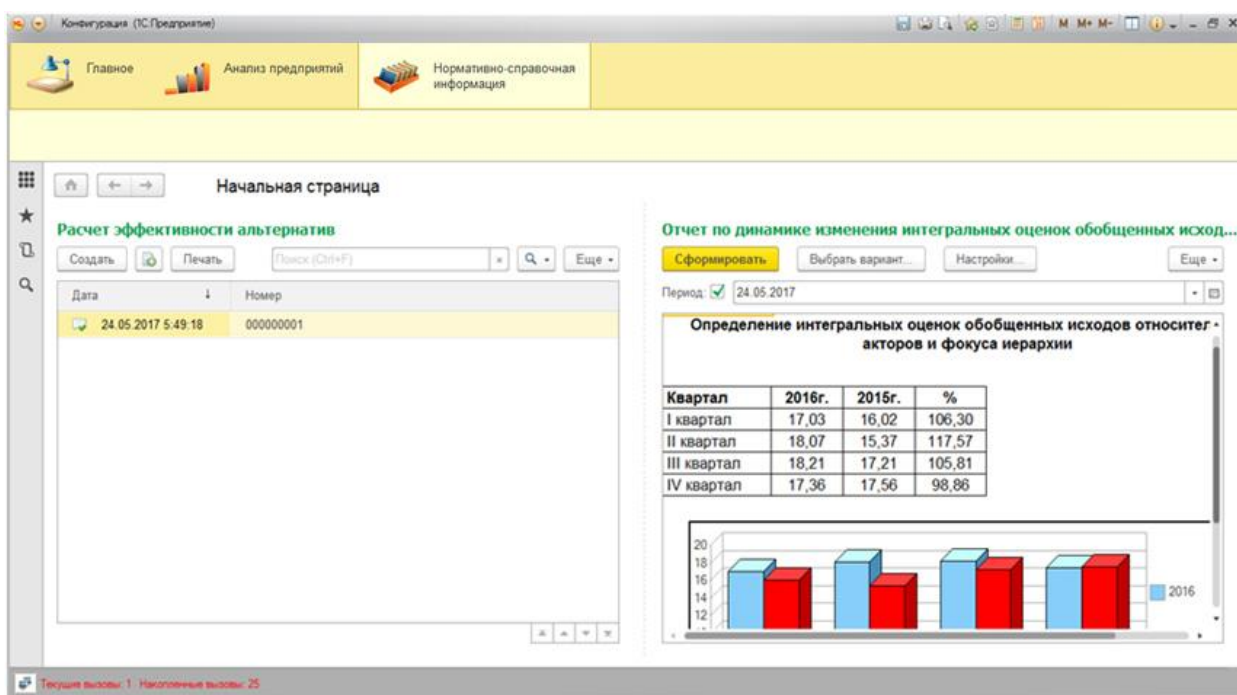 Конфигурация (1С:Предприятие)
M M+ M-
Главное
Анализ предприятий
Нормативно-справочная
информация
Начальная страница
Расчет эффективности альтернатив
Создать Печать Поиск (Ctrl+F) × Еще
Дата ↓ Номер
24.05.2017 5:49:18 000000001
Отчет по динамике изменения интегральных оценок обобщенных исход...
Сформировать Выбрать вариант... Настройки... Еще
Период: 24.05.2017
Определение интегральных оценок обобщенных исходов относител
акторов и фокуса иерархии
Квартал 2016г. 2015г. %
I квартал 17,03 16,02 106,30
II квартал 18,07 15,37 117,57
III квартал 18,21 17,21 105,81
IV квартал 17,36 17,56 98,86
20
18
16
14
12
2016
Текущие вызовы: 1 Накопленные вызовы: 25